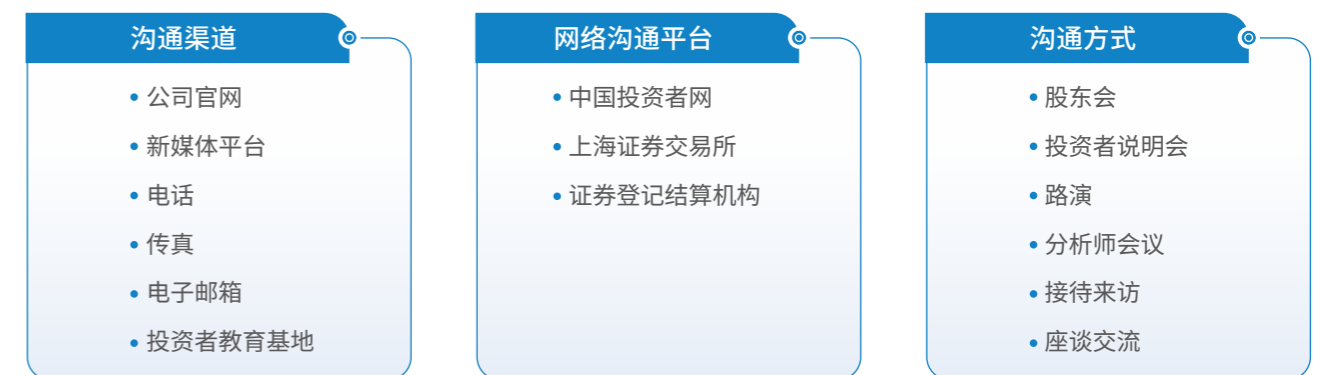 沟通渠道
• 公司官网
• 新媒体平台
• 电话
• 传真
• 电子邮箱
• 投资者教育基地
网络沟通平台
• 中国投资者网
• 上海证券交易所
• 证券登记结算机构
沟通方式
• 股东会
• 投资者说明会
• 路演
• 分析师会议
• 接待来访
• 座谈交流